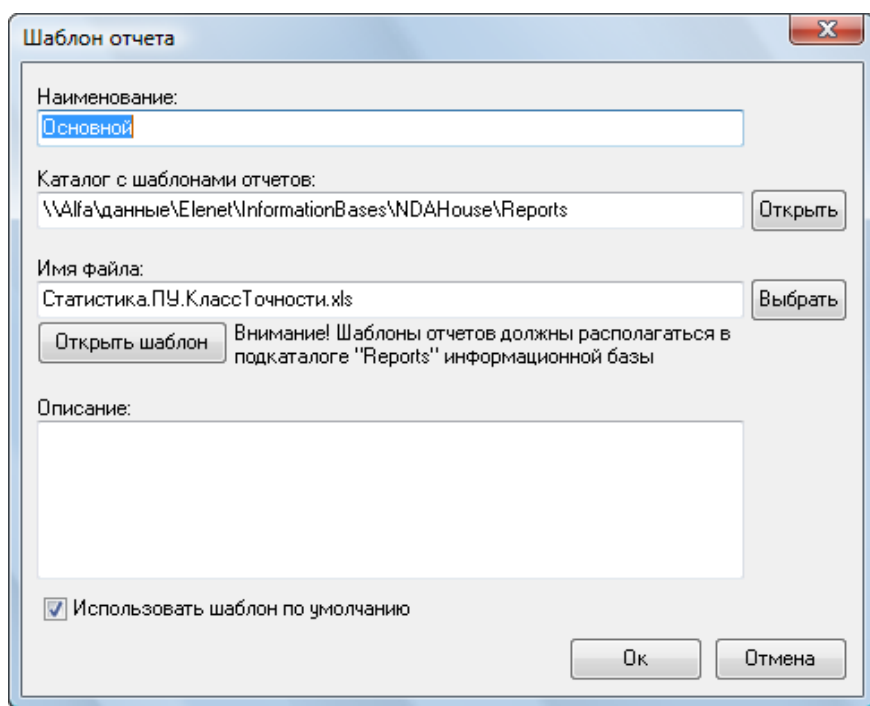 Шаблон отчета
Наименование:
Основной
Каталог с шаблонами отчетов:
\\Alfa\данные\Elenet\InformationBases\NDAHouse\Reports
Открыть
Имя файла:
Статистика.ПУ.КлассТочности.xls
Выбрать
Открыть шаблон
Внимание! Шаблоны отчетов должны располагаться в
подкаталоге "Reports" информационной базы
Описание:
Использовать шаблон по умолчанию
Ок
Отмена